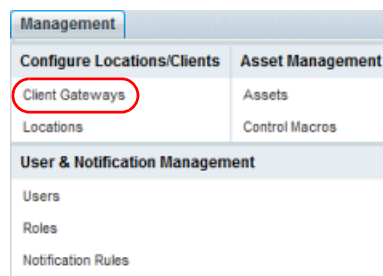 Management
Configure Locations/Clients Asset Management
Client Gateways Assets
Locations Control Macros
User & Notification Management
Users
Roles
Notification Rules